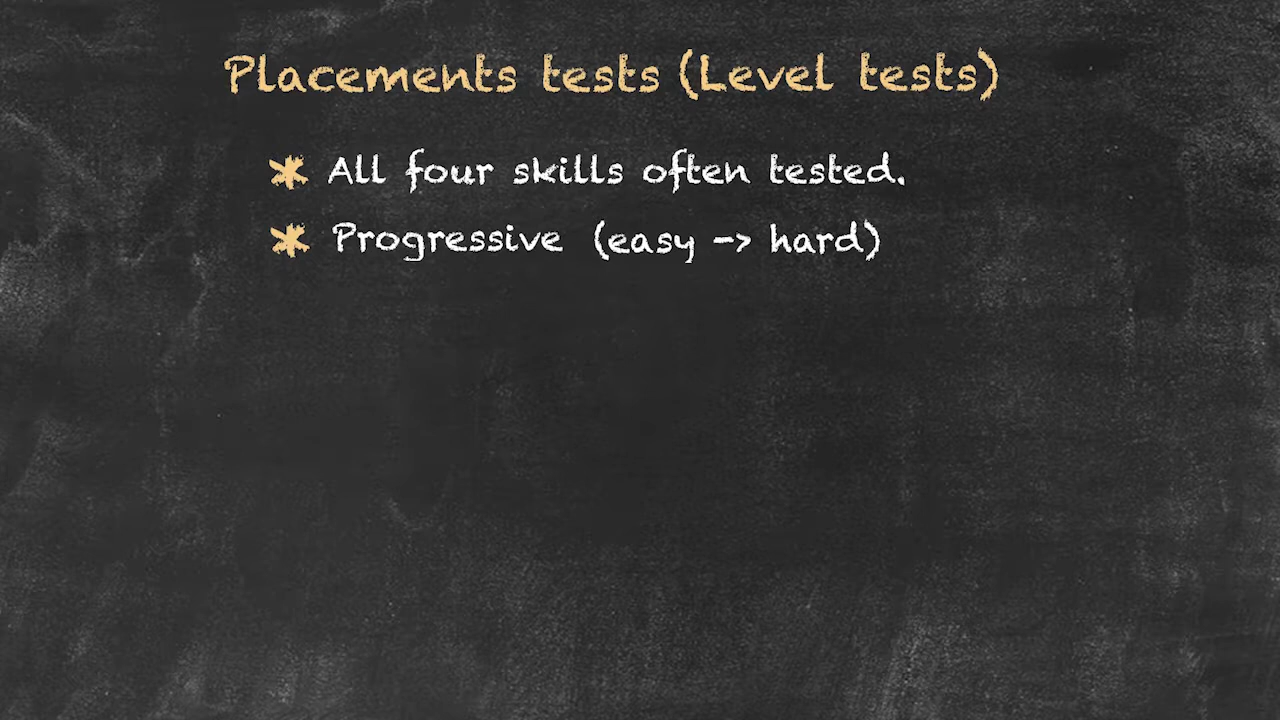 Placements tests (Level tests)
* All four skills often tested.
* Progressive (easy -> hard)